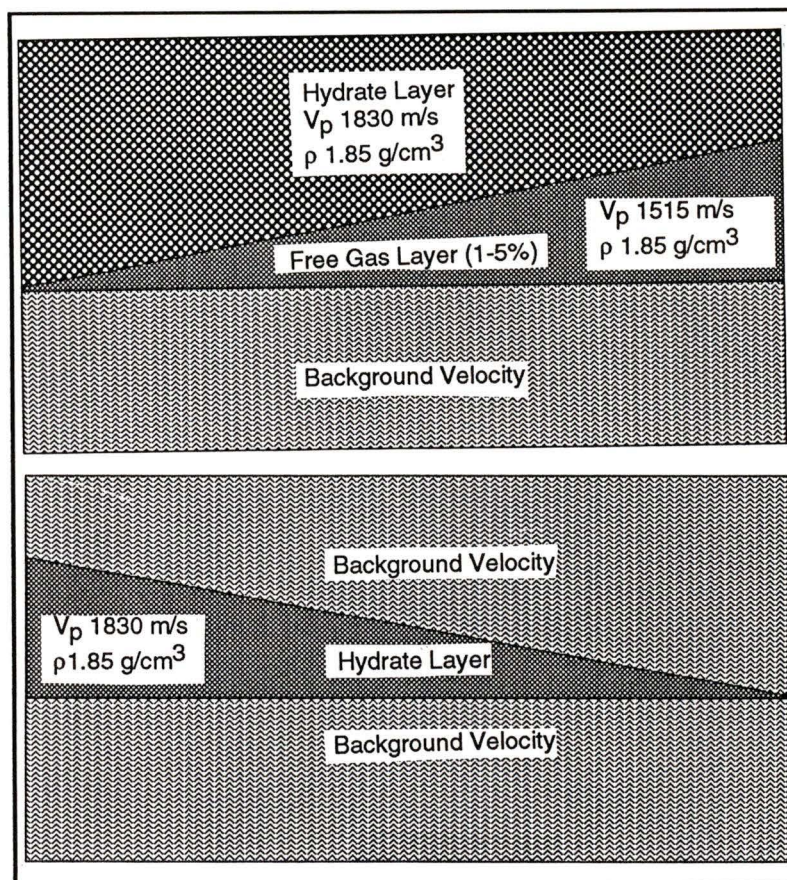 Hydrate Layer
Vp 1830 m/s
ρ 1.85 g/cm³
Vp 1515 m/s
ρ 1.85 g/cm³
Free Gas Layer (1-5%)
Background Velocity
Background Velocity
Vp 1830 m/s
ρ1.85 g/cm³
Hydrate Layer
Background Velocity